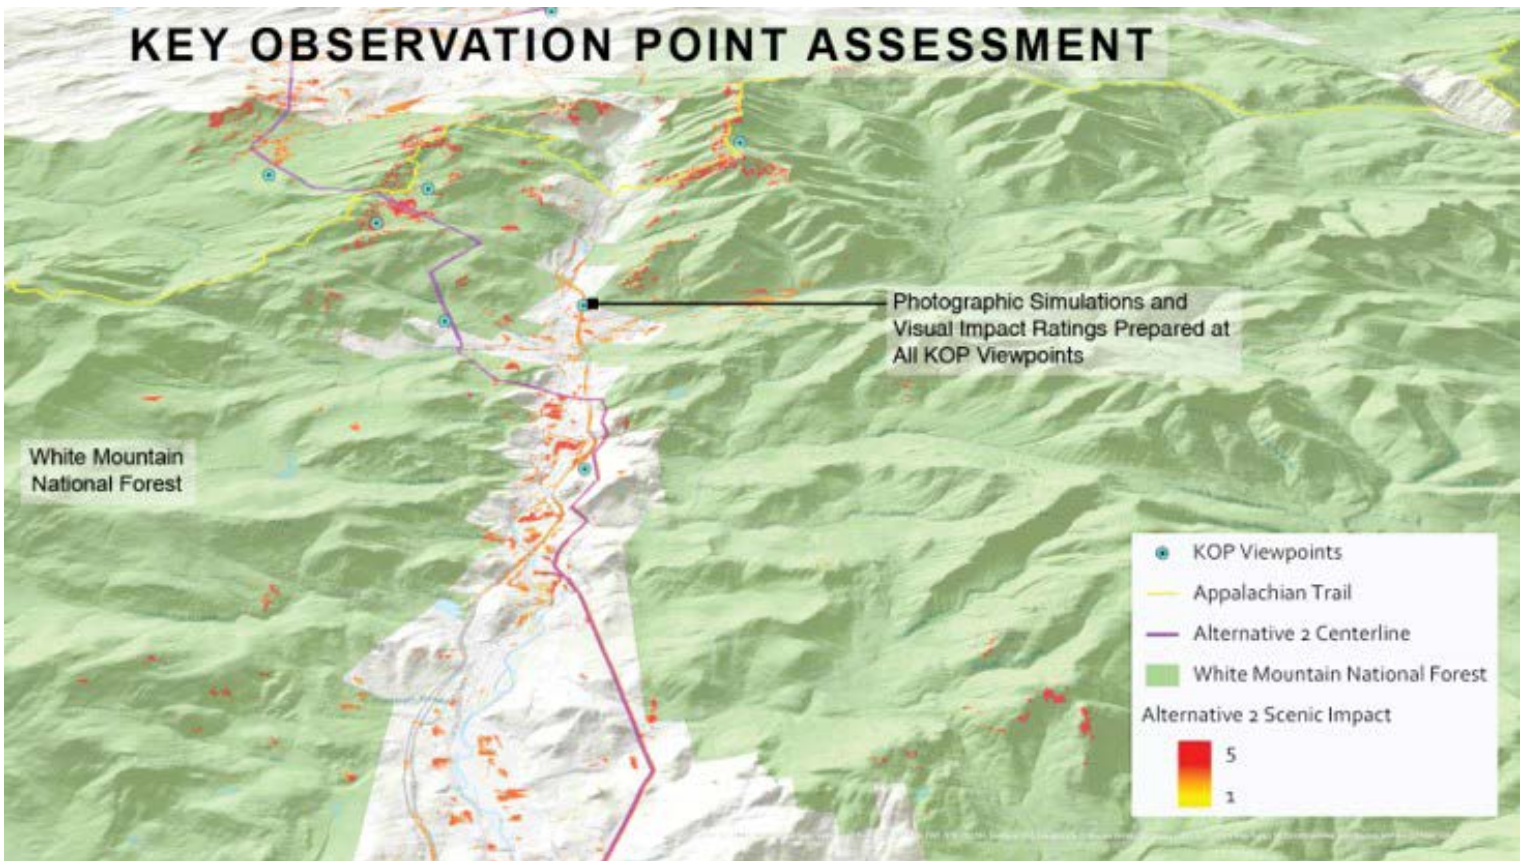 KEY OBSERVATION POINT ASSESSMENT
Photographic Simulations and
Visual Impact Ratings Prepared at
All KOP Viewpoints
White Mountain
National Forest
KOP Viewpoints
Appalachian Trail
Alternative 2 Centerline
White Mountain National Forest
Alternative 2 Scenic Impact
5
1